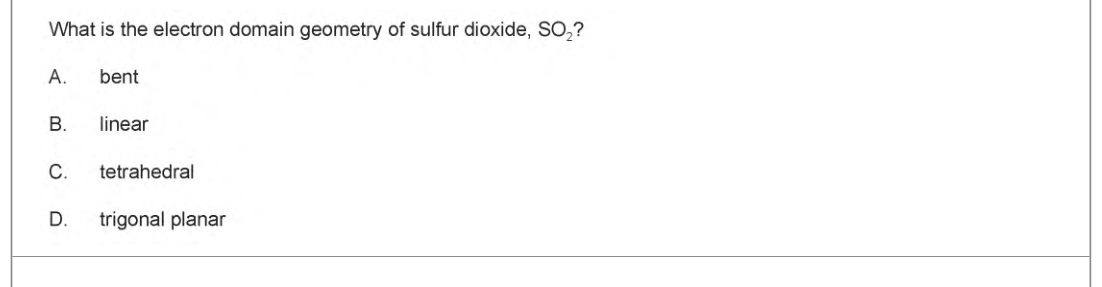 What is the electron domain geometry of sulfur dioxide, SO₂?
A. bent
B. linear
C. tetrahedral
D. trigonal planar